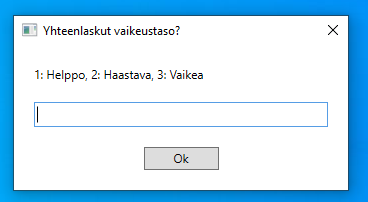 Yhteenlaskut vaikeustaso?
1: Helppo, 2: Haastava, 3: Vaikea
Ok